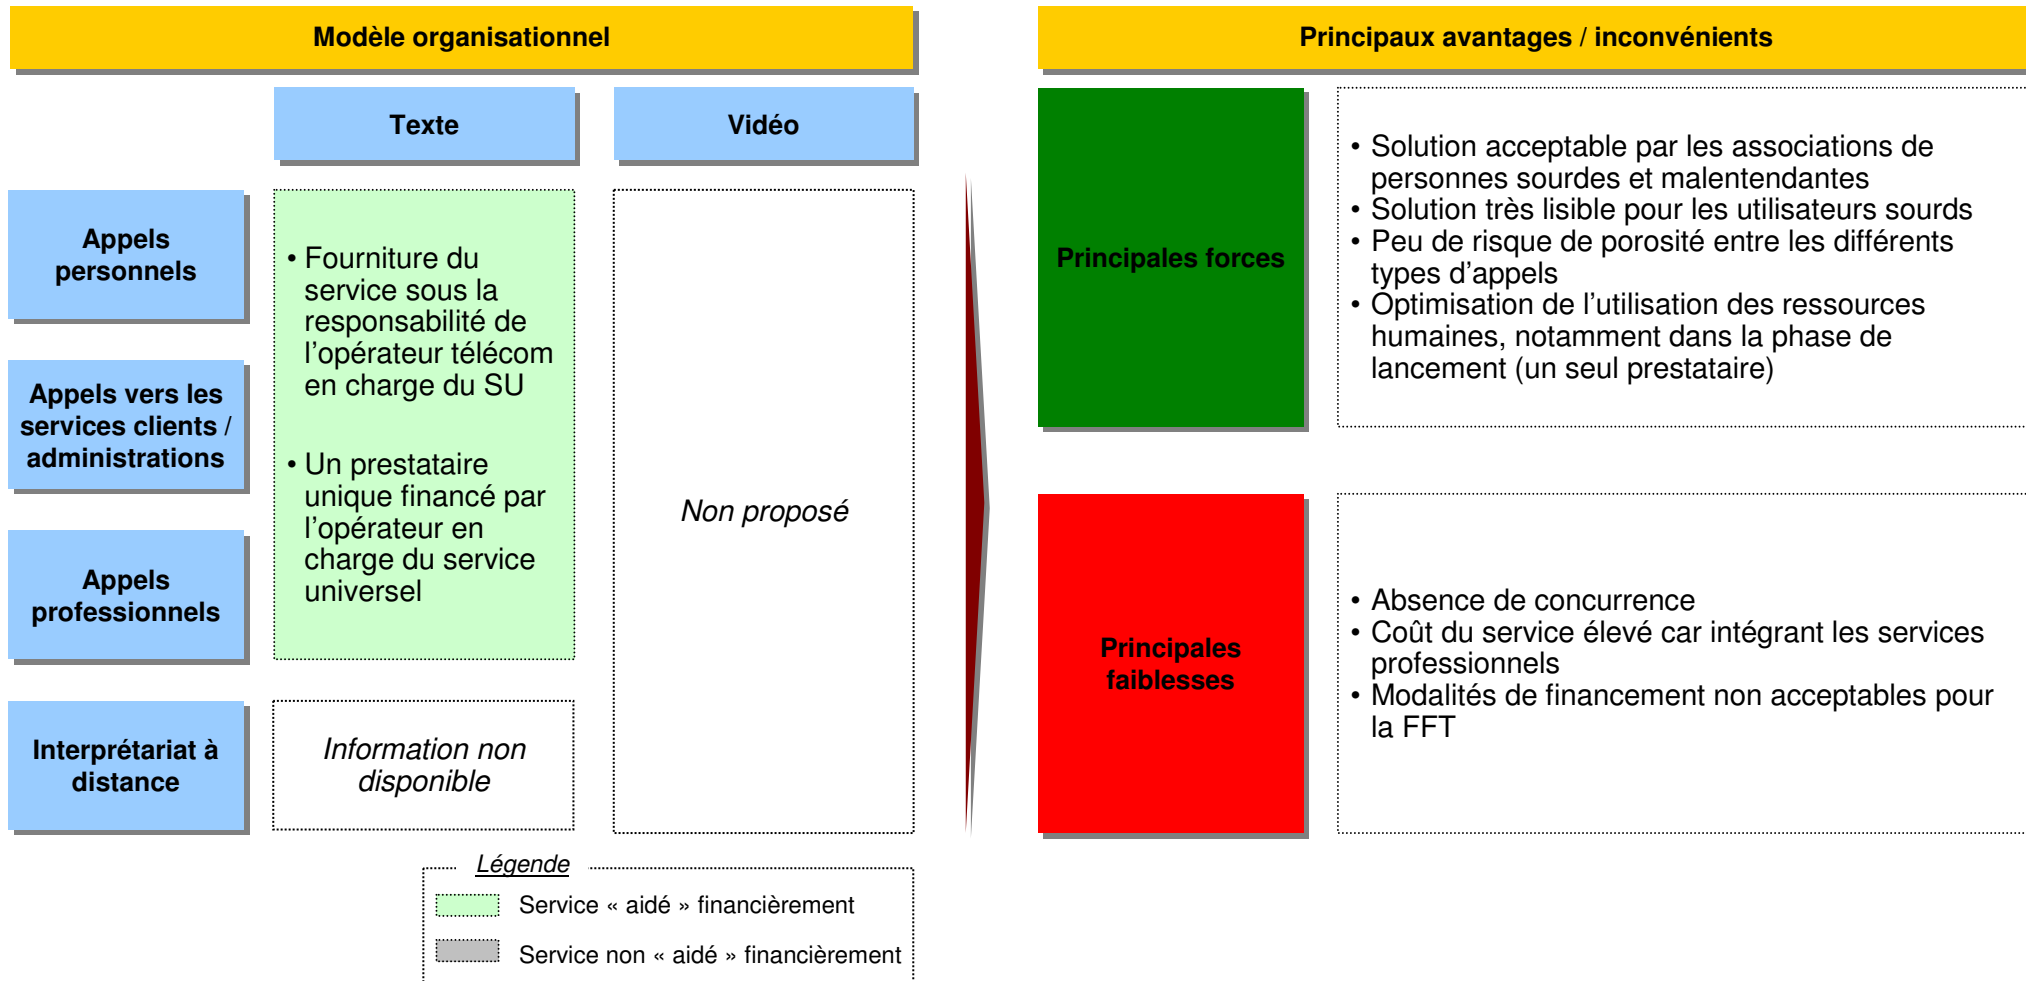 Modèle organisationnel
Texte
Vidéo
Appels
personnels
Appels vers les
services clients /
administrations
Appels
professionnels
Interprétariat à
distance
• Fourniture du
service sous la
responsabilité de
l’opérateur télécom
en charge du SU
• Un prestataire
unique financé par
l’opérateur en
charge du service
universel
Information non
disponible
Non proposé
Légende
Service « aidé » financièrement
Service non « aidé » financièrement
Principaux avantages / inconvénients
Principales forces
• Solution acceptable par les associations de
personnes sourdes et malentendantes
• Solution très lisible pour les utilisateurs sourds
• Peu de risque de porosité entre les différents
types d’appels
• Optimisation de l’utilisation des ressources
humaines, notamment dans la phase de
lancement (un seul prestataire)
Principales
faiblesses
• Absence de concurrence
• Coût du service élevé car intégrant les services
professionnels
• Modalités de financement non acceptables pour
la FFT